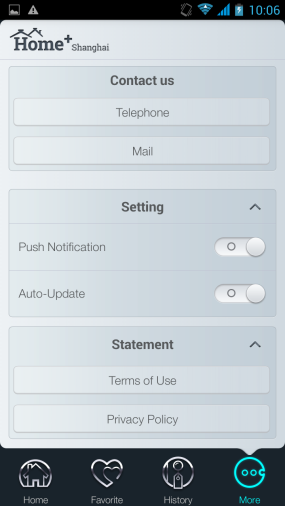 10:06
Home+ Shanghai
Contact us
Telephone
Mail
Setting
Push Notification
Auto-Update
Statement
Terms of Use
Privacy Policy
Home Favorite History More